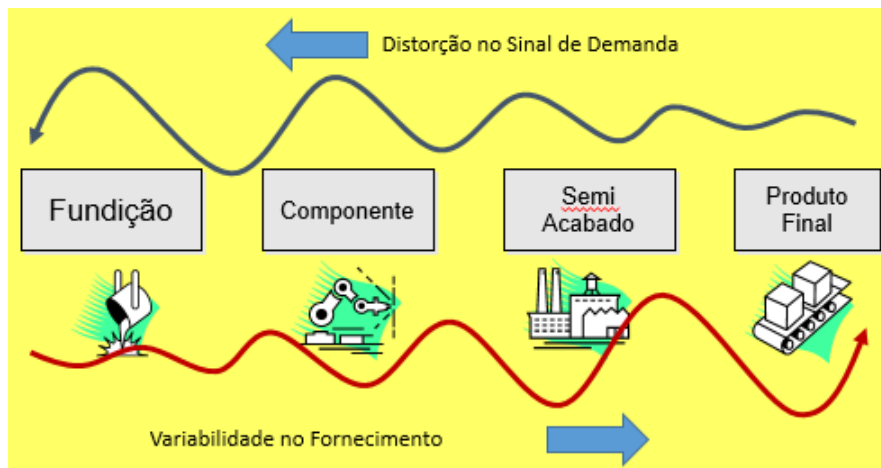 Distorção no Sinal de Demanda
Fundição
Componente
Semi
Acabado
Produto
Final
Variabilidade no Fornecimento